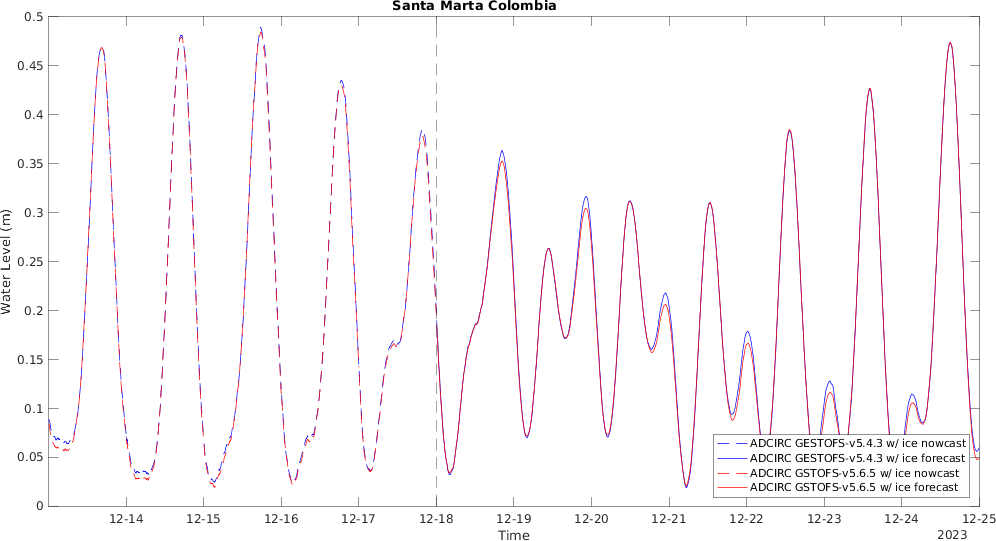 Santa Marta Colombia
0.5
0.45
0.4
0.35
0.3
0.25
0.2
0.15
0.1
0.05
0
Water Level (m)
12-14 12-15 12-16 12-17 12-18 12-19 12-20 12-21 12-22 12-23 12-24 12-25
Time
2023
ADCIRC GESTOFS-v5.4.3 w/ ice nowcast
ADCIRC GESTOFS-v5.4.3 w/ ice forecast
ADCIRC GSTOFS-v5.6.5 w/ ice nowcast
ADCIRC GSTOFS-v5.6.5 w/ ice forecast